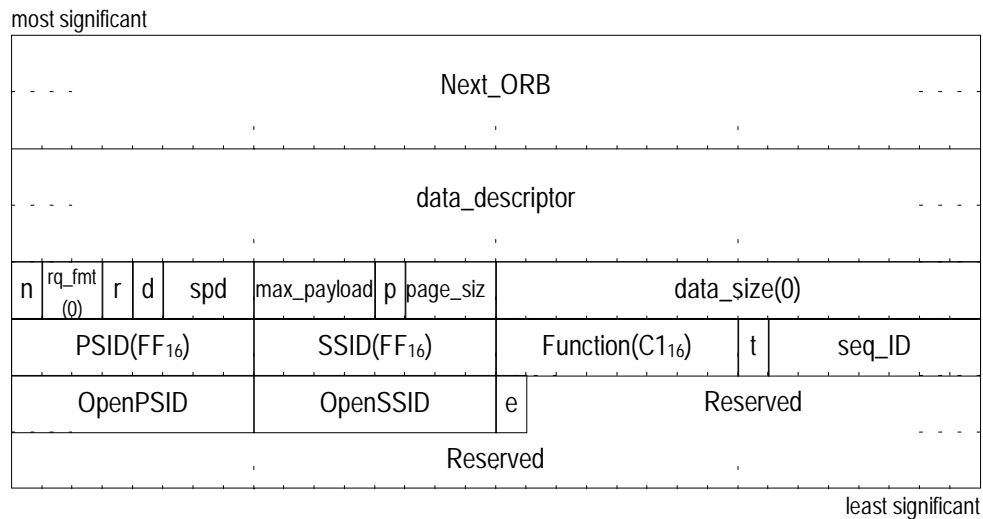 most significant
Next_ORB
data_descriptor
n rq_fmt (0) r d spd max_payload p page_siz data_size(0)
PSID(FF₁₆) SSID(FF₁₆) Function(C1₁₆) t seq_ID
OpenPSID OpenSSID e Reserved
Reserved
least significant